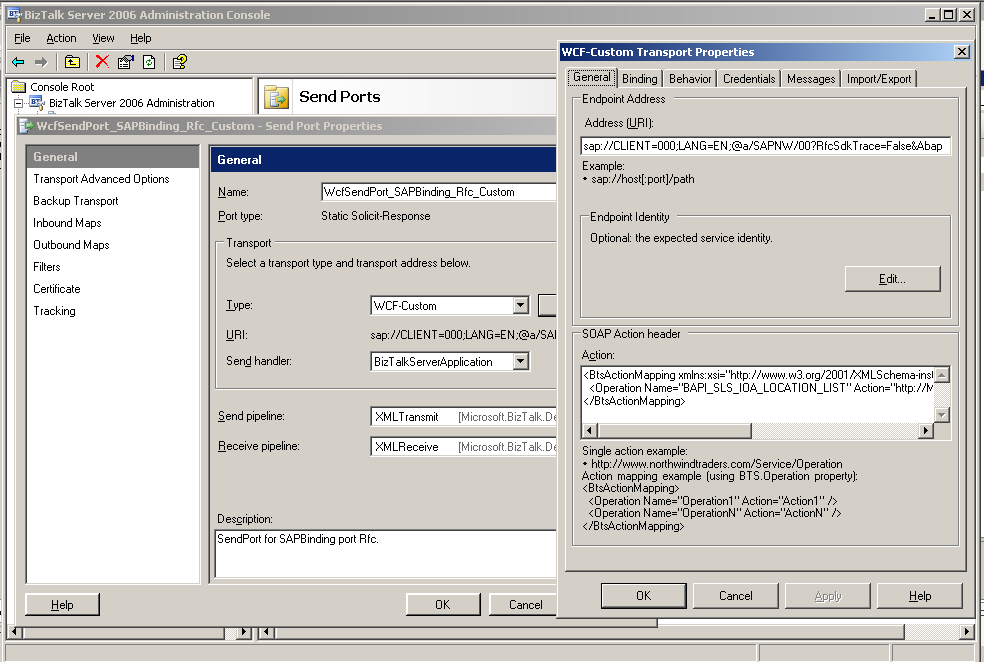 BizTalk Server 2006 Administration Console
File Action View Help
Console Root
BizTalk Server 2006 Administration
Send Ports
WcfSendPort_SAPBinding_Rfc_Custom - Send Port Properties
General
Transport Advanced Options
Backup Transport
Inbound Maps
Outbound Maps
Filters
Certificate
Tracking
General
Name: WcfSendPort_SAPBinding_Rfc_Custom
Port type: Static Solicit-Response
Transport
Select a transport type and transport address below.
Type: WCF-Custom
URI: sap://CLIENT=000;LANG=EN;@a/SAP
Send handler: BizTalkServerApplication
Send pipeline: XMLTransmit [Microsoft.BizTalk.De
Receive pipeline: XMLReceive [Microsoft.BizTalk.De
Description:
SendPort for SAPBinding port Rfc.
Help OK Cancel
WCF-Custom Transport Properties
General Binding Behavior Credentials Messages Import/Export
Endpoint Address
Address (URI):
sap://CLIENT=000;LANG=EN;@a/SAPNW/00?RfcSdkTrace=False&Abap
Example:
• sap://host[:port]/path
Endpoint Identity
Optional: the expected service identity.
Edit...
SOAP Action header
Action:
<BtsActionMapping xmlns:xsi="http://www.w3.org/2001/XMLSchema-inst
<Operation Name="BAPI_SLS_IOA_LOCATION_LIST" Action="http://M
</BtsActionMapping>
Single action example:
• http://www.northwindtraders.com/Service/Operation
Action mapping example (using BTS.Operation property):
<BtsActionMapping>
<Operation Name="Operation1" Action="Action1" />
<Operation Name="OperationN" Action="ActionN" />
</BtsActionMapping>
OK Cancel Apply Help